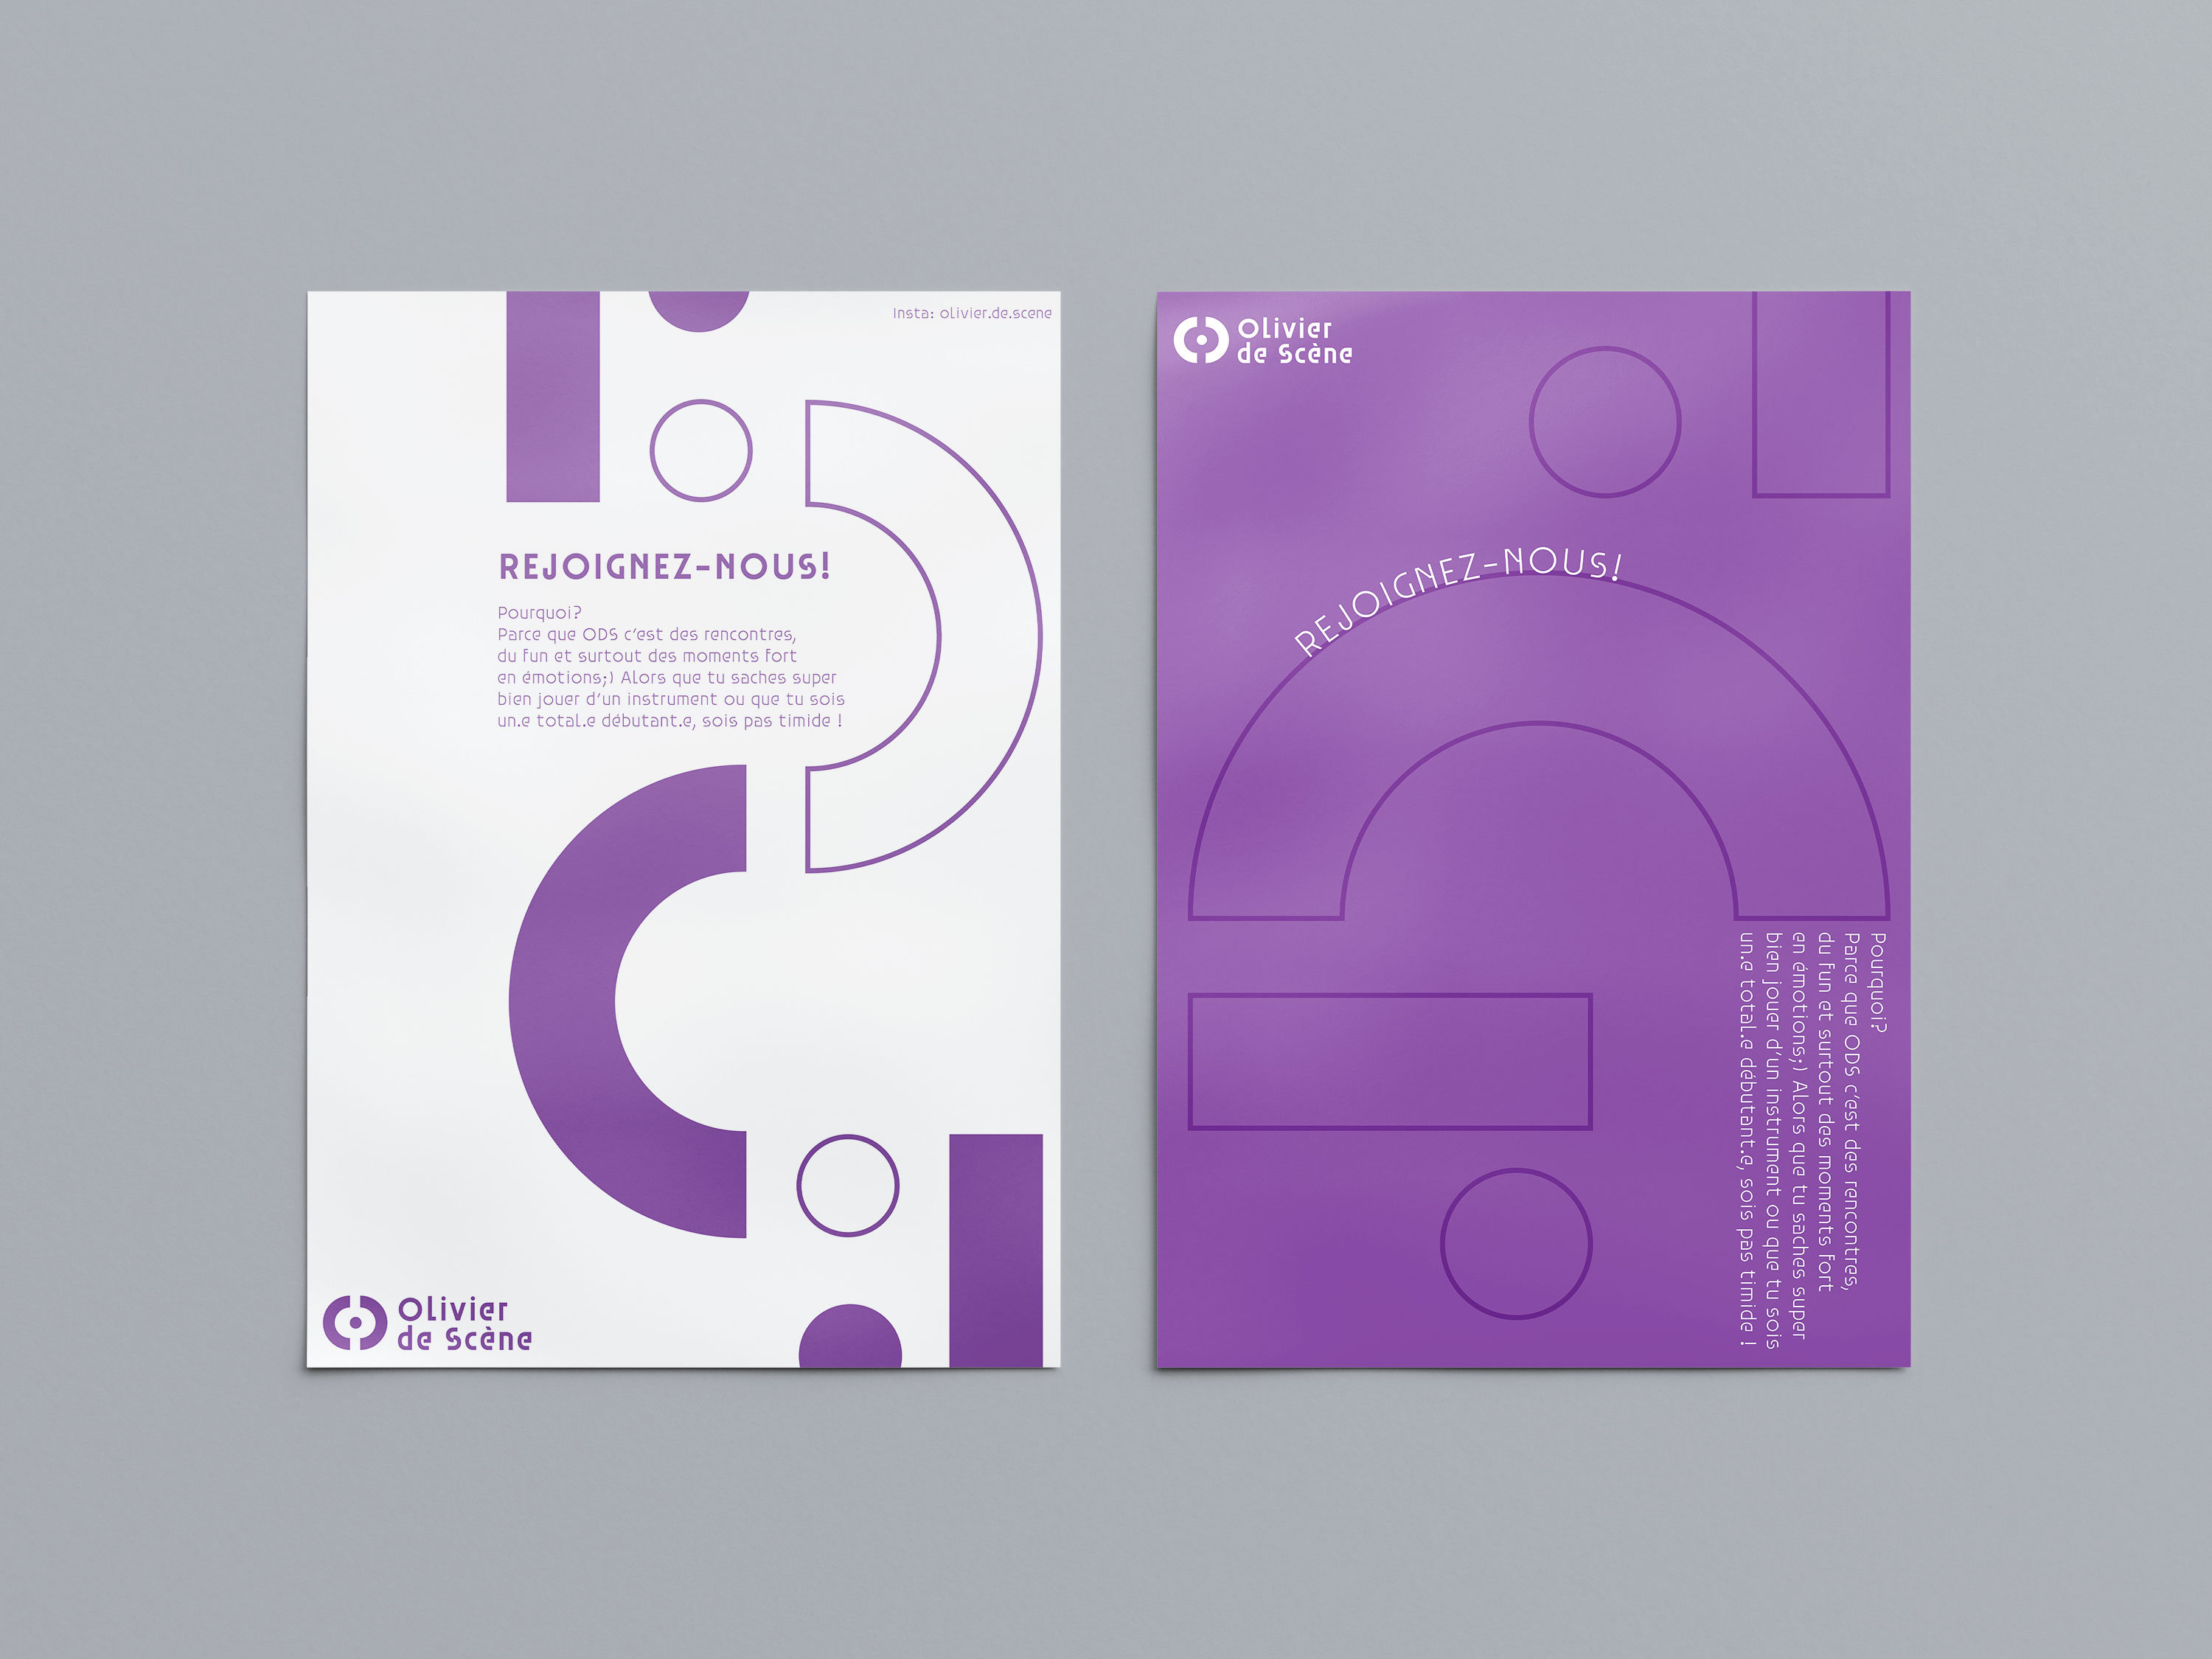 Insta: olivier.de.scene
REJOIGNEZ-NOUS!
Pourquoi?
Parce que ODS c'est des rencontres,
du fun et surtout des moments fort
en émotions;) Alors que tu saches super
bien jouer d'un instrument ou que tu sois
un.e total.e débutant.e, sois pas timide !
Olivier
de Scène
Olivier
de Scène
REJOIGNEZ-NOUS!
Pourquoi?
Parce que ODS c'est des rencontres,
du fun et surtout des moments fort
en émotions;) Alors que tu saches super
bien jouer d'un instrument ou que tu sois
un.e total.e débutant.e, sois pas timide !